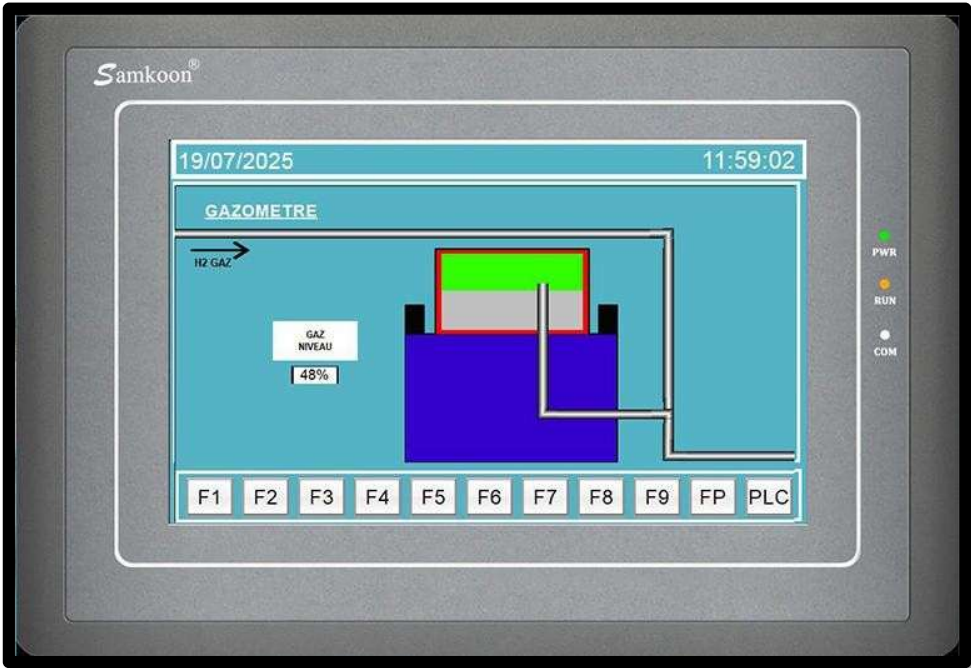 Samkoon®
19/07/2025 11:59:02
GAZOMETRE
H2 GAZ
PWR
RUN
GAZ
NIVEAU
COM
48%
F1 F2 F3 F4 F5 F6 F7 F8 F9 FP PLC